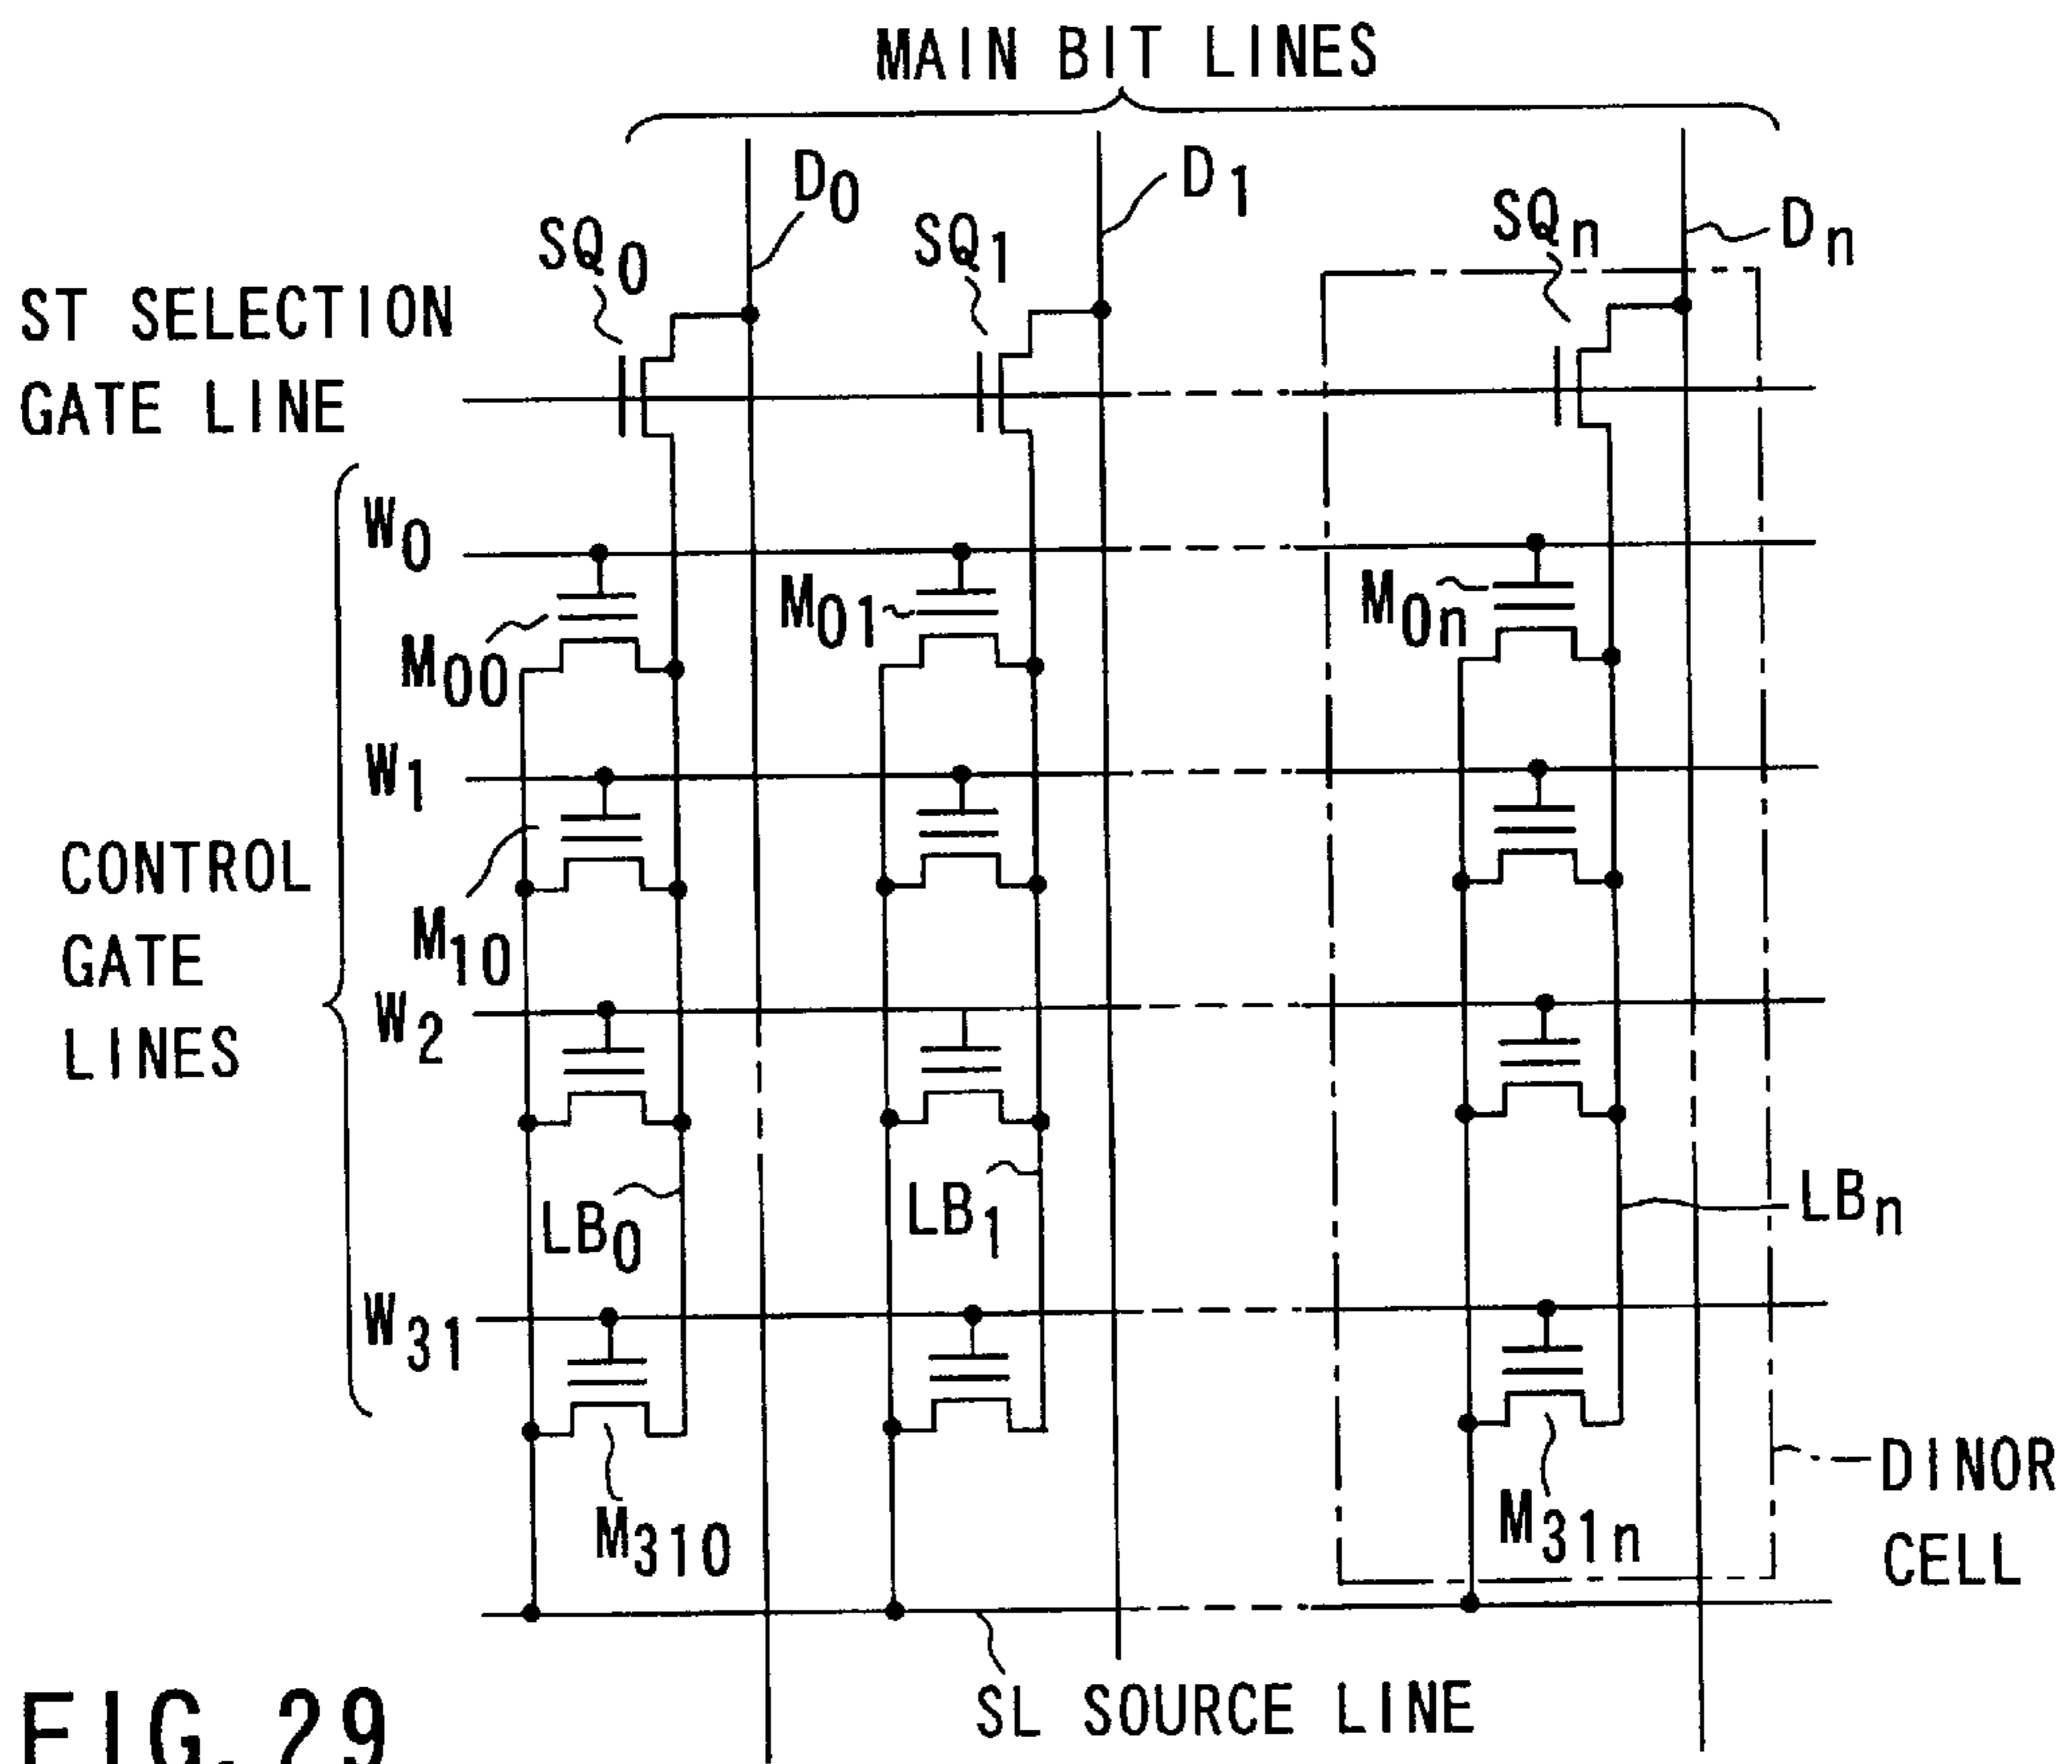 MAIN BIT LINES
D0
D1
SQ0
SQ1
SQn
Dn
ST SELECTION
GATE LINE
W0
M00
M01
M0n
W1
CONTROL
GATE
LINES
M10
W2
LB0
LB1
LBn
W31
M310
M31n
DINOR
CELL
SL SOURCE LINE
FIG. 29